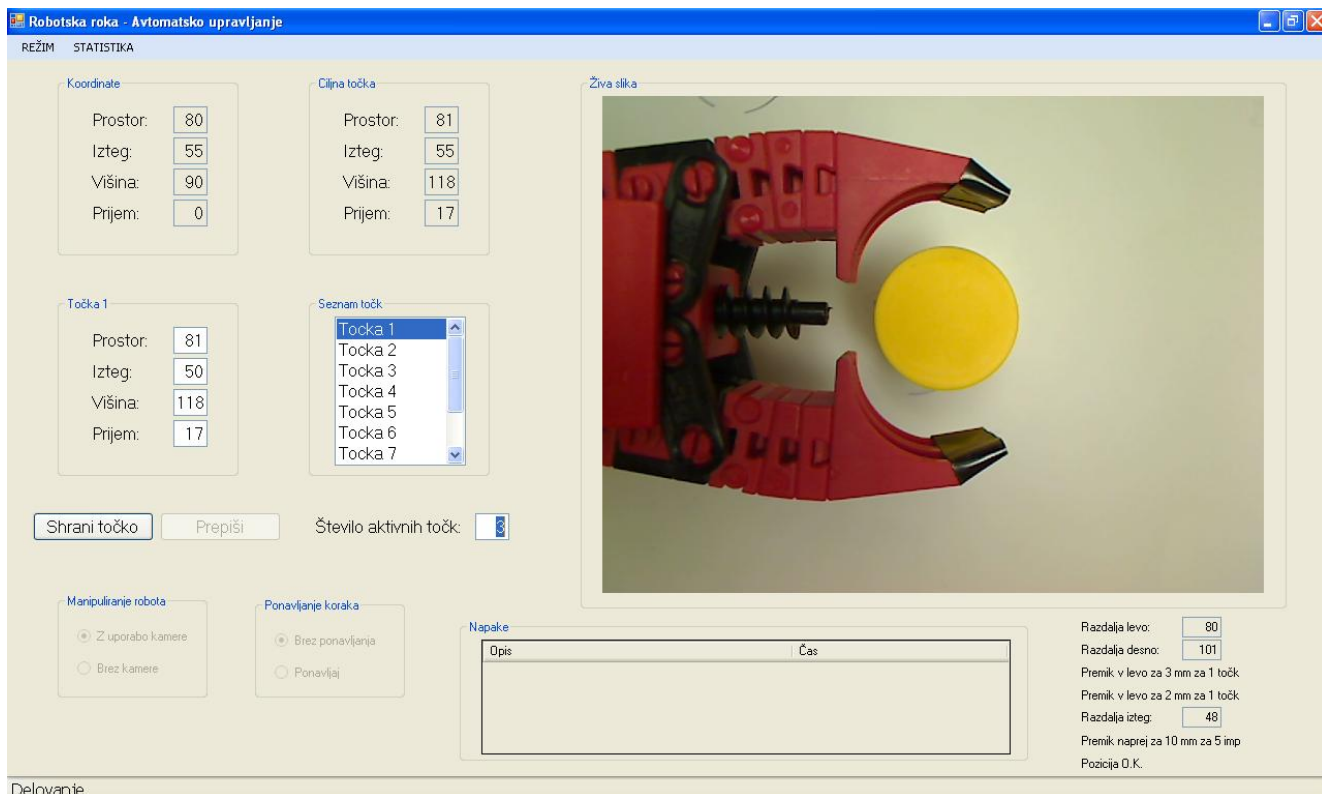 Robotska roka - Avtomatsko upravljanje
REŽIM STATISTIKA
Koordinate
Prostor: 80
Izteg: 55
Višina: 90
Prijem: 0
Ciljna točka
Prostor: 81
Izteg: 55
Višina: 118
Prijem: 17
Živa slika
Točka 1
Prostor: 81
Izteg: 50
Višina: 118
Prijem: 17
Seznam točk
Tocka 1
Tocka 2
Tocka 3
Tocka 4
Tocka 5
Tocka 6
Tocka 7
Shrani točko Prepiši Število aktivnih točk: 3
Manipuliranje robota
Z uporabo kamere
Brez kamere
Ponavljanje koraka
Brez ponavljanja
Ponavljaj
Napake
Opis Čas
Razdalja levo: 80
Razdalja desno: 101
Premik v levo za 3 mm za 1 točk
Premik v levo za 2 mm za 1 točk
Razdalja izteg: 48
Premik naprej za 10 mm za 5 imp
Pozicija O.K.
Delovanje